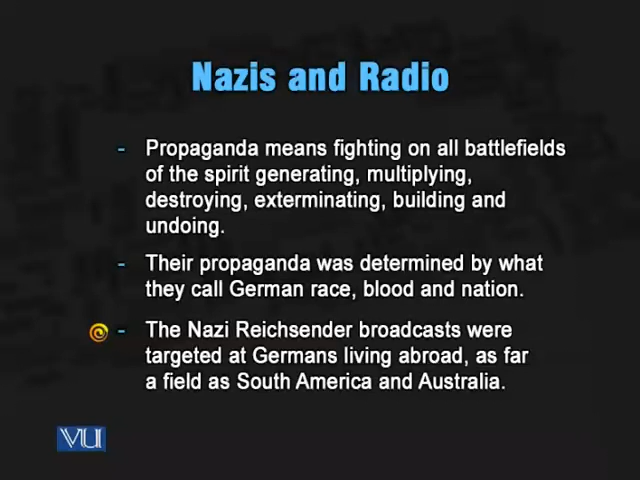 Nazis and Radio
- Propaganda means fighting on all battlefields
of the spirit generating, multiplying,
destroying, exterminating, building and
undoing.
- Their propaganda was determined by what
they call German race, blood and nation.
- The Nazi Reichsender broadcasts were
targeted at Germans living abroad, as far
a field as South America and Australia.
VU